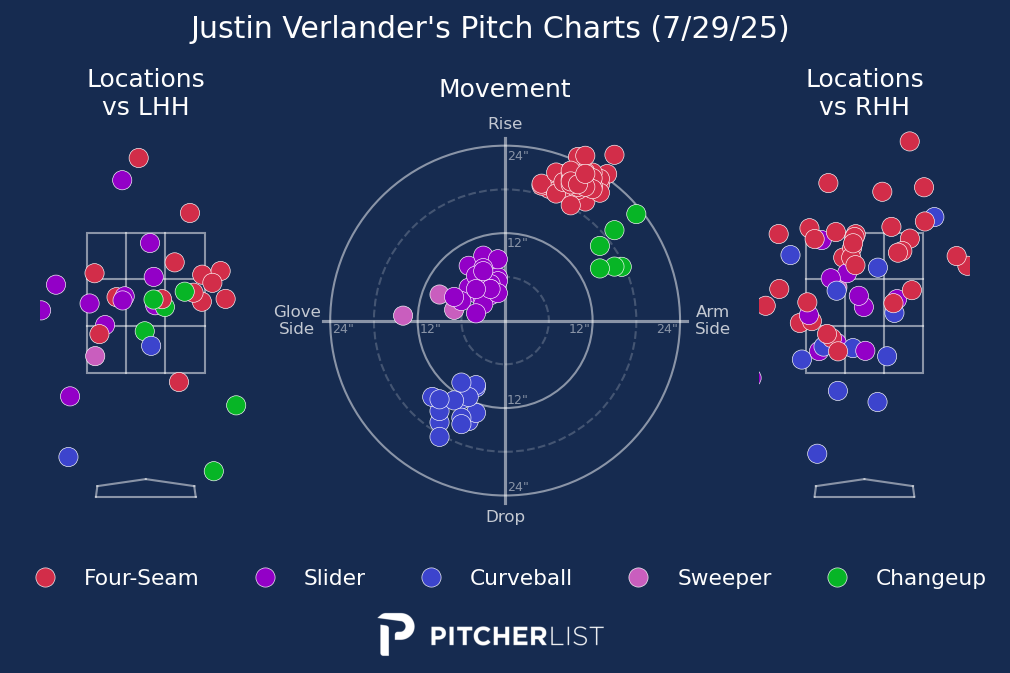 Justin Verlander's Pitch Charts (7/29/25)
Locations
vs LHH
Movement
Locations
vs RHH
Rise
24"
12"
Glove
Side
24"
12"
12"
24"
Arm
Side
12"
24"
Drop
Four-Seam
Slider
Curveball
Sweeper
Changeup
PITCHERLIST